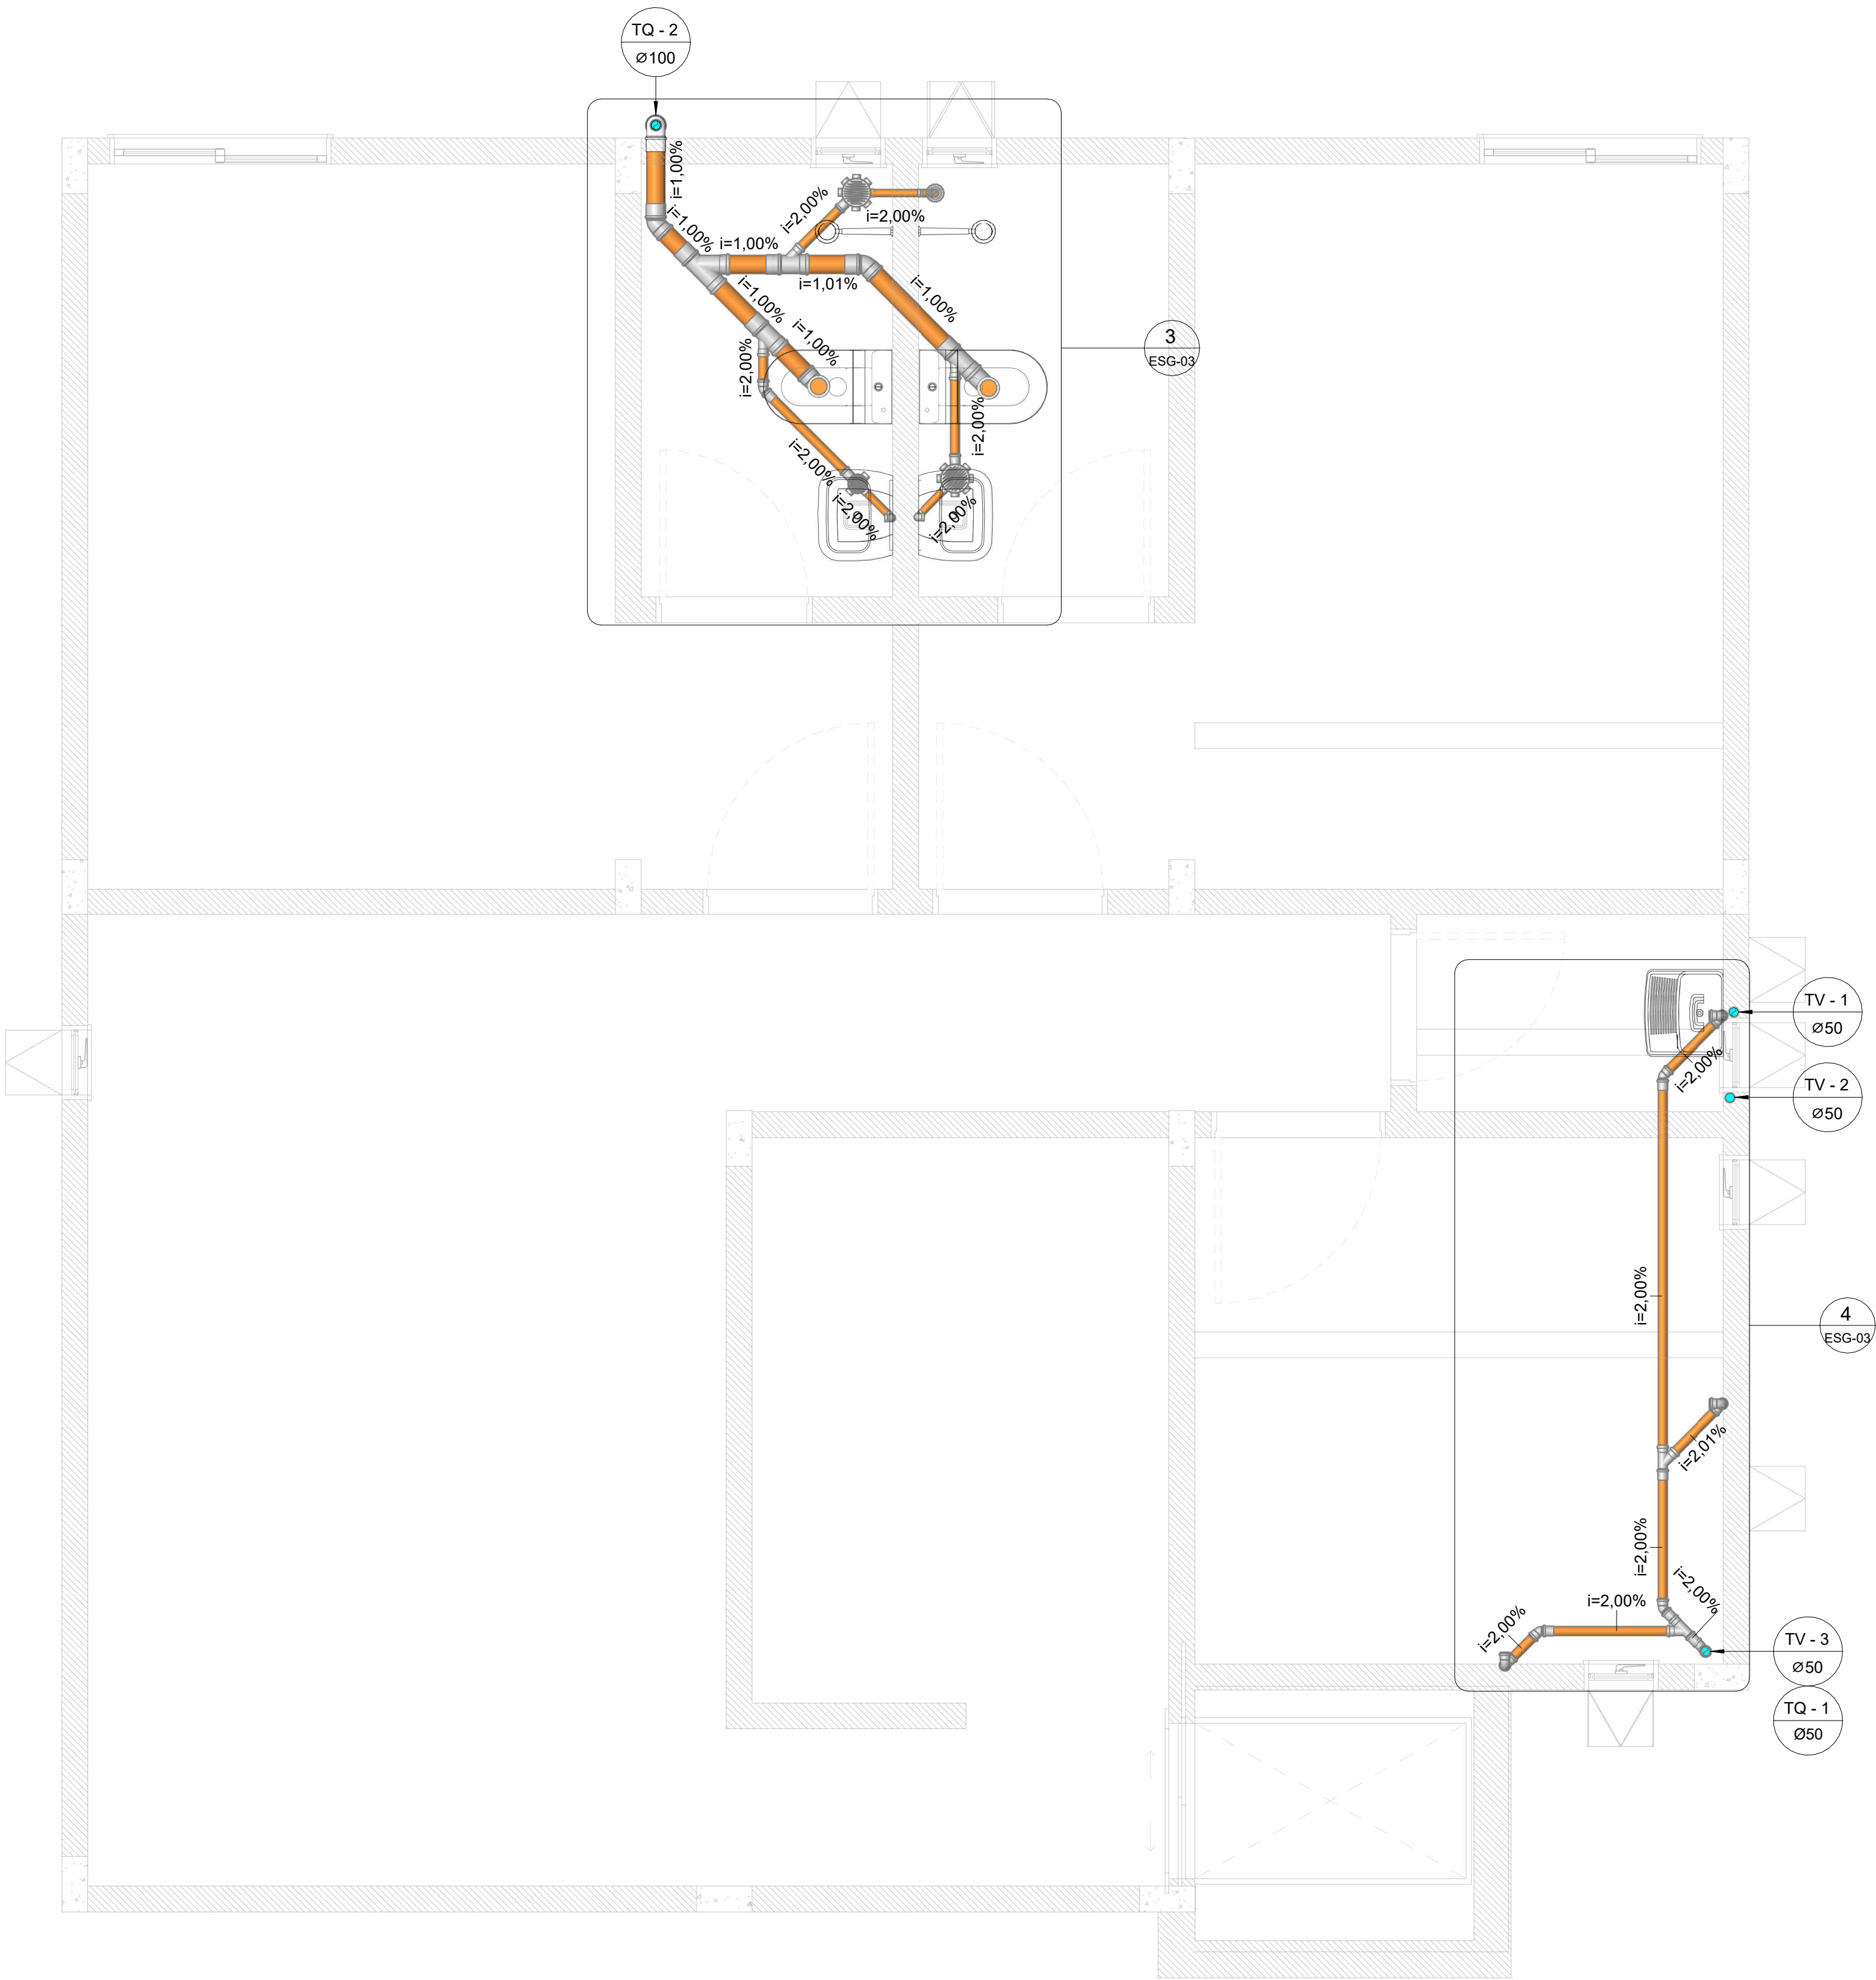 TQ - 2
Ø100
i=1,00%
i=1,00%
i=1,00%
i=2,00%
i=2,00%
i=1,01%
i=1,00%
i=1,00%
i=1,00%
i=2,00%
i=2,00%
i=2,00%
i=2,00%
i=2,00%
3
ESG-03
TV - 1
Ø50
i=2,00%
TV - 2
Ø50
i=2,00%
4
ESG-03
i=2,01%
i=2,00%
i=2,00%
i=2,00%
i=2,00%
TV - 3
Ø50
TQ - 1
Ø50